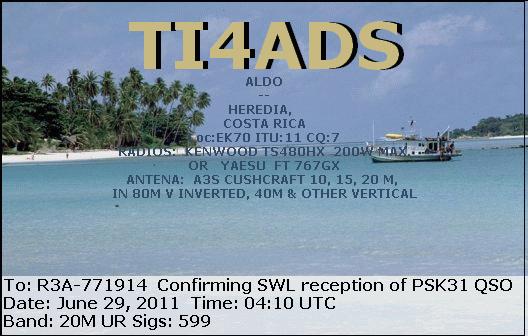 TI4ADS
ALDO
--
HEREDIA,
COSTA RICA
oc:EK70 ITU:11 CQ:7
RADIOS: KENWOOD TS480HX 200W MAX
OR YAESU FT 767GX
ANTENA: A3S CUSHCRAFT 10, 15, 20 M,
IN 80M V INVERTED, 40M & OTHER VERTICAL
.
To: R3A-771914 Confirming SWL reception of PSK31 QSO
Date: June 29, 2011 Time: 04:10 UTC
Band: 20M UR Sigs: 599